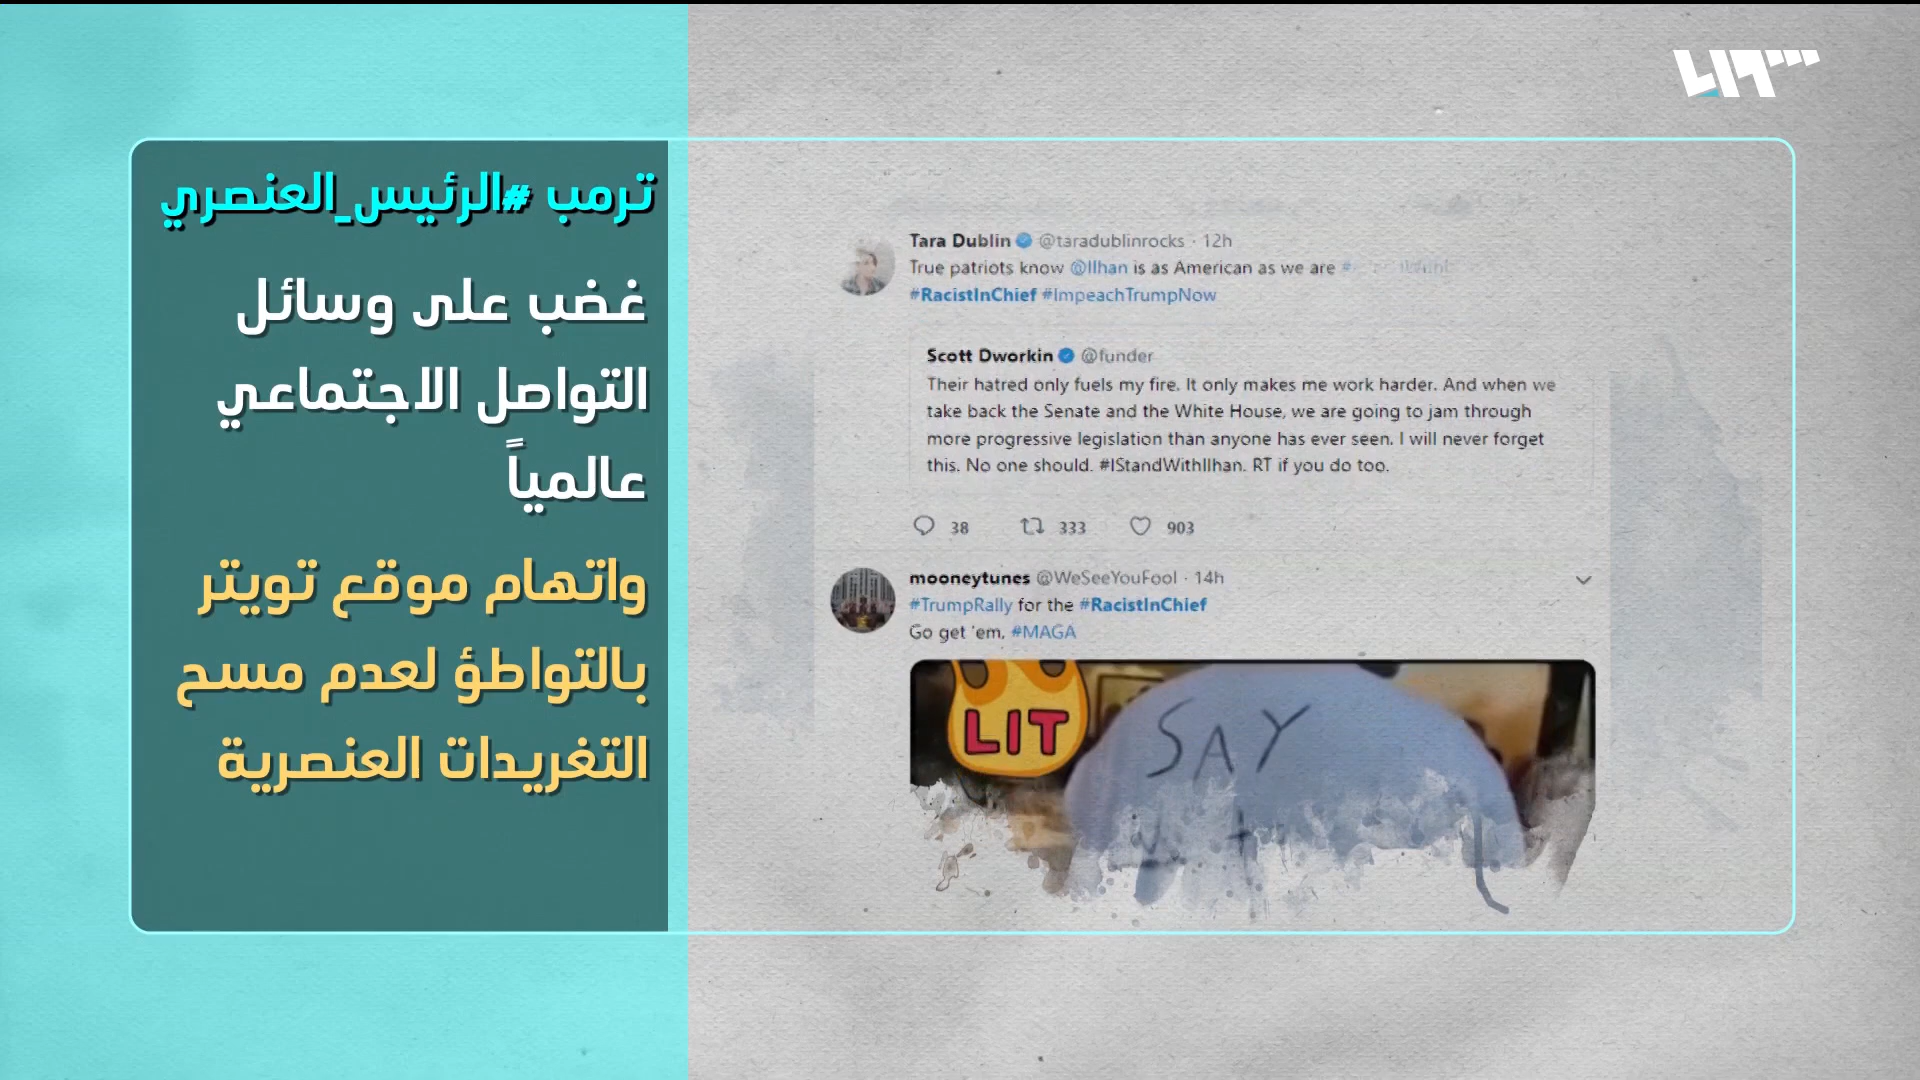 ترمب #الرئيس_العنصري
غضب على وسائل
التواصل الاجتماعي
عالمياً
واتهام موقع تويتر
بالتواطؤ لعدم مسح
التغريدات العنصرية
Tara Dublin @taradublinrocks · 12h
True patriots know @Ilhan is as American as we are
#RacistInChief #ImpeachTrumpNow
Scott Dworkin @funder
Their hatred only fuels my fire. It only makes me work harder. And when we
take back the Senate and the White House, we are going to jam through
more progressive legislation than anyone has ever seen. I will never forget
this. No one should. #IStandWithIlhan. RT if you do too.
38 333 903
mooneytunes @WeSeeYouFool · 14h
#TrumpRally for the #RacistInChief
Go get 'em, #MAGA
LIT
SAY